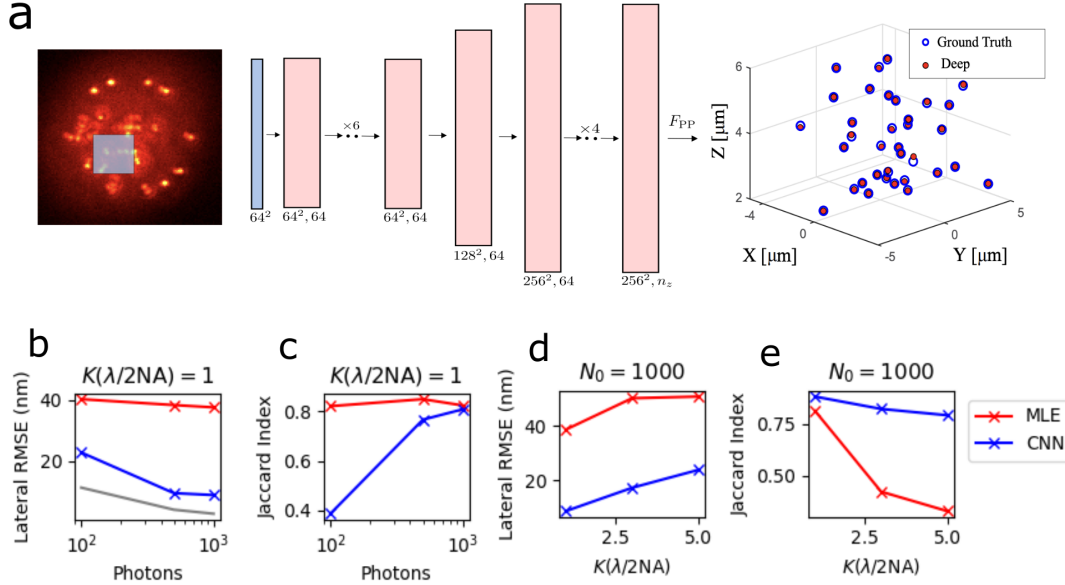 a
64²
64², 64
×6
64², 64
128², 64
256², 64
×4
256², n_z
F_PP
Ground Truth
Deep
6
4
2
Z [μm]
-4
0
X [μm]
-5
0
5
Y [μm]
b
K(λ/2NA) = 1
Lateral RMSE (nm)
40
20
10²
10³
Photons
c
K(λ/2NA) = 1
Jaccard Index
0.8
0.6
0.4
10²
10³
Photons
d
N₀ = 1000
Lateral RMSE (nm)
40
20
2.5
5.0
K(λ/2NA)
e
N₀ = 1000
Jaccard Index
0.75
0.50
2.5
5.0
K(λ/2NA)
MLE
CNN